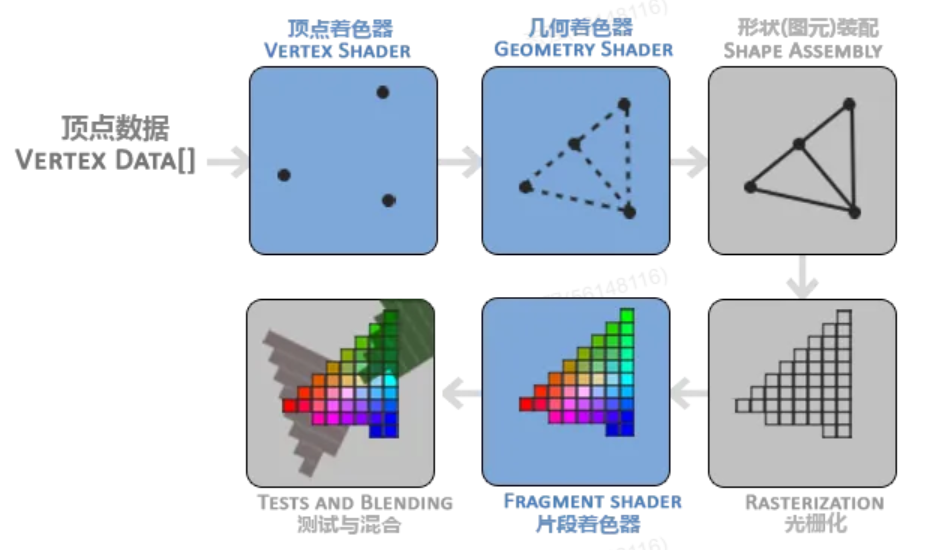 顶点着色器
VERTEX SHADER
几何着色器
GEOMETRY SHADER
形状(图元)装配
SHAPE ASSEMBLY
顶点数据
VERTEX DATA[]
TESTS AND BLENDING
测试与混合
FRAGMENT SHADER
片段着色器
RASTERIZATION
光栅化